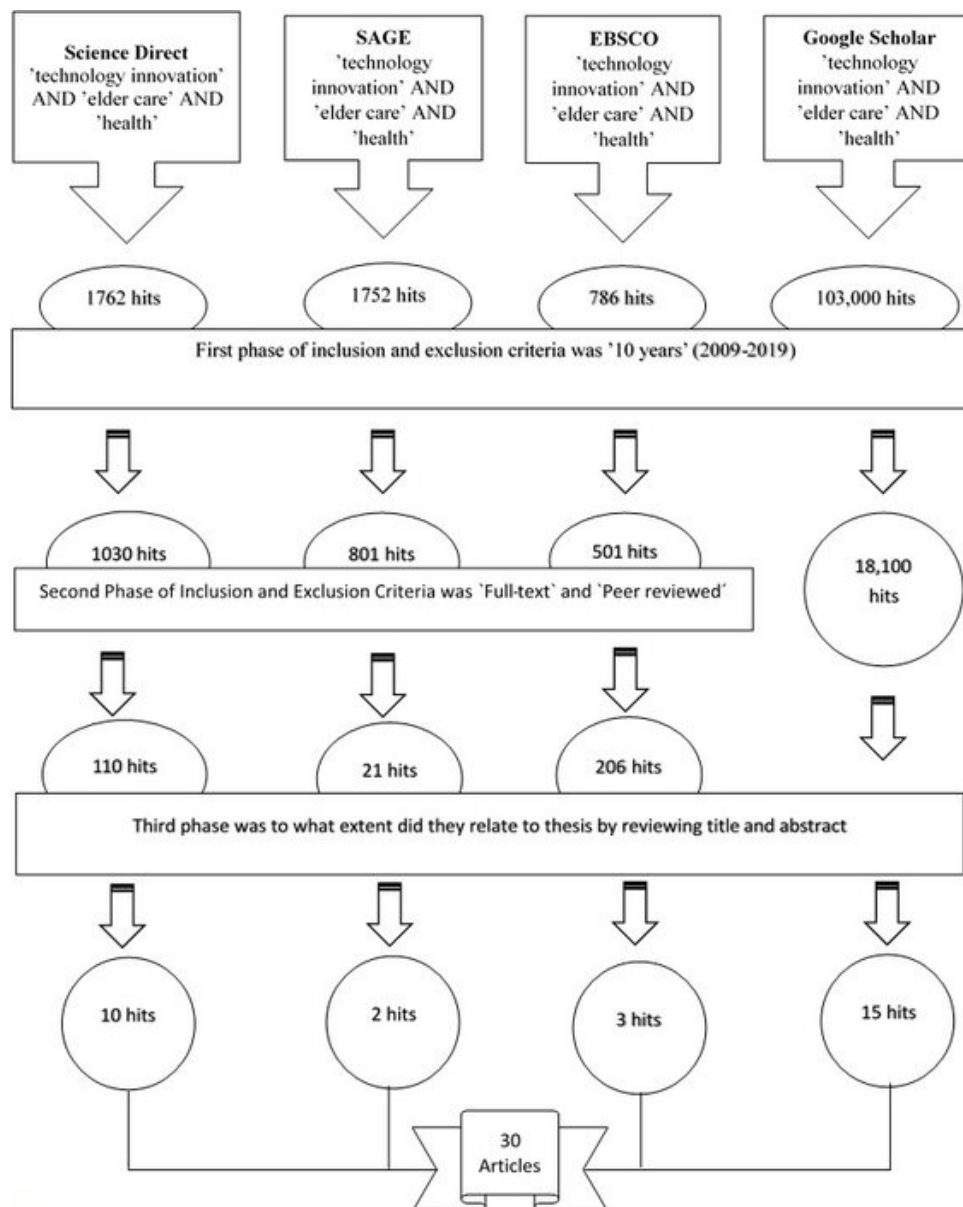 Science Direct
’technology innovation’
AND ’elder care’ AND
’health’
SAGE
’technology
innovation’ AND
’elder care’ AND
’health’
EBSCO
’technology
innovation’ AND
’elder care’ AND
’health’
Google Scholar
’technology
innovation’ AND
’elder care’ AND
’health’
1762 hits
1752 hits
786 hits
103,000 hits
First phase of inclusion and exclusion criteria was ’10 years’ (2009-2019)
1030 hits
801 hits
501 hits
18,100
hits
Second Phase of Inclusion and Exclusion Criteria was `Full-text` and `Peer reviewed´
110 hits
21 hits
206 hits
Third phase was to what extent did they relate to thesis by reviewing title and abstract
10 hits
2 hits
3 hits
15 hits
30
Articles